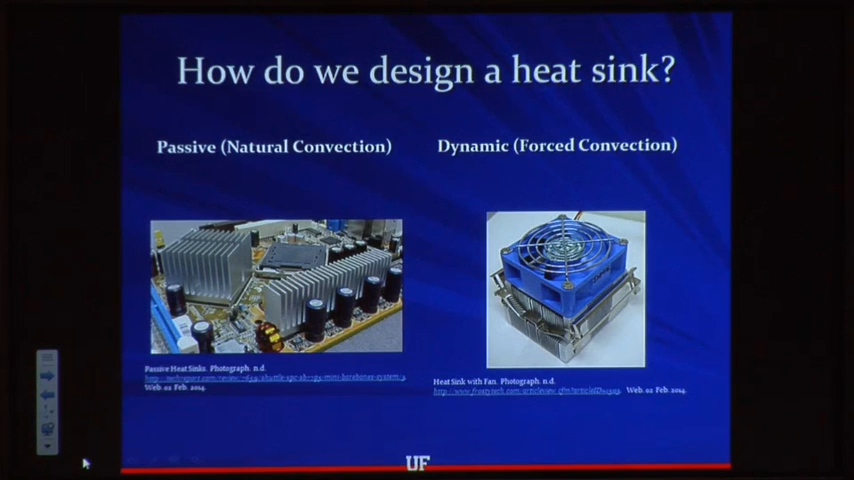 How do we design a heat sink?
Passive (Natural Convection)
Dynamic (Forced Convection)
Passive Heat Sinks. Photograph. n.d.
Web. 02 Feb. 2014.
Heat Sink with Fan. Photograph. n.d.
Web. 02 Feb. 2014.
UF